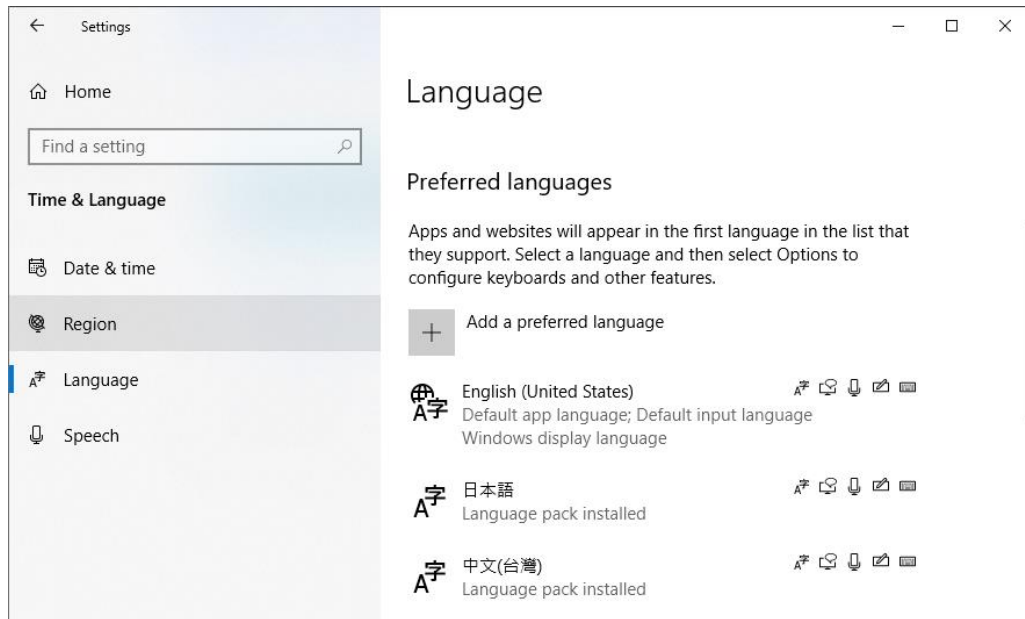 Settings
Home
Find a setting
Time & Language
Date & time
Region
Language
Speech
Language
Preferred languages
Apps and websites will appear in the first language in the list that
they support. Select a language and then select Options to
configure keyboards and other features.
Add a preferred language
English (United States)
Default app language; Default input language
Windows display language
日本語
Language pack installed
中文(台灣)
Language pack installed